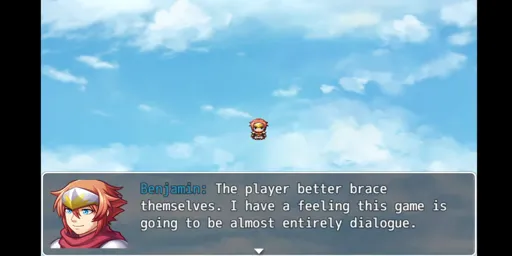 Benjamin: The player better brace
themselves. I have a feeling this game is
going to be almost entirely dialogue.